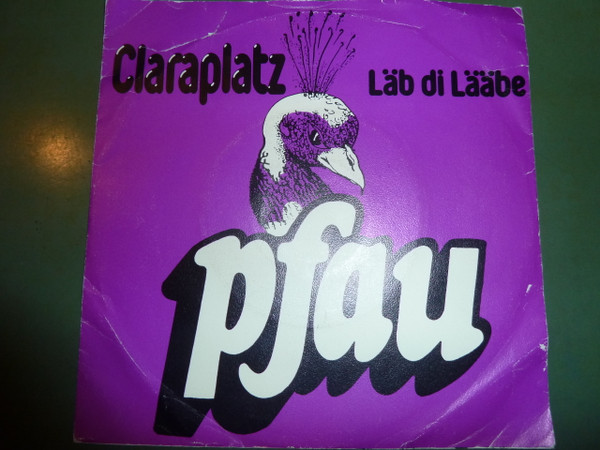 Claraplatz
Läb di Lääbe
pfau